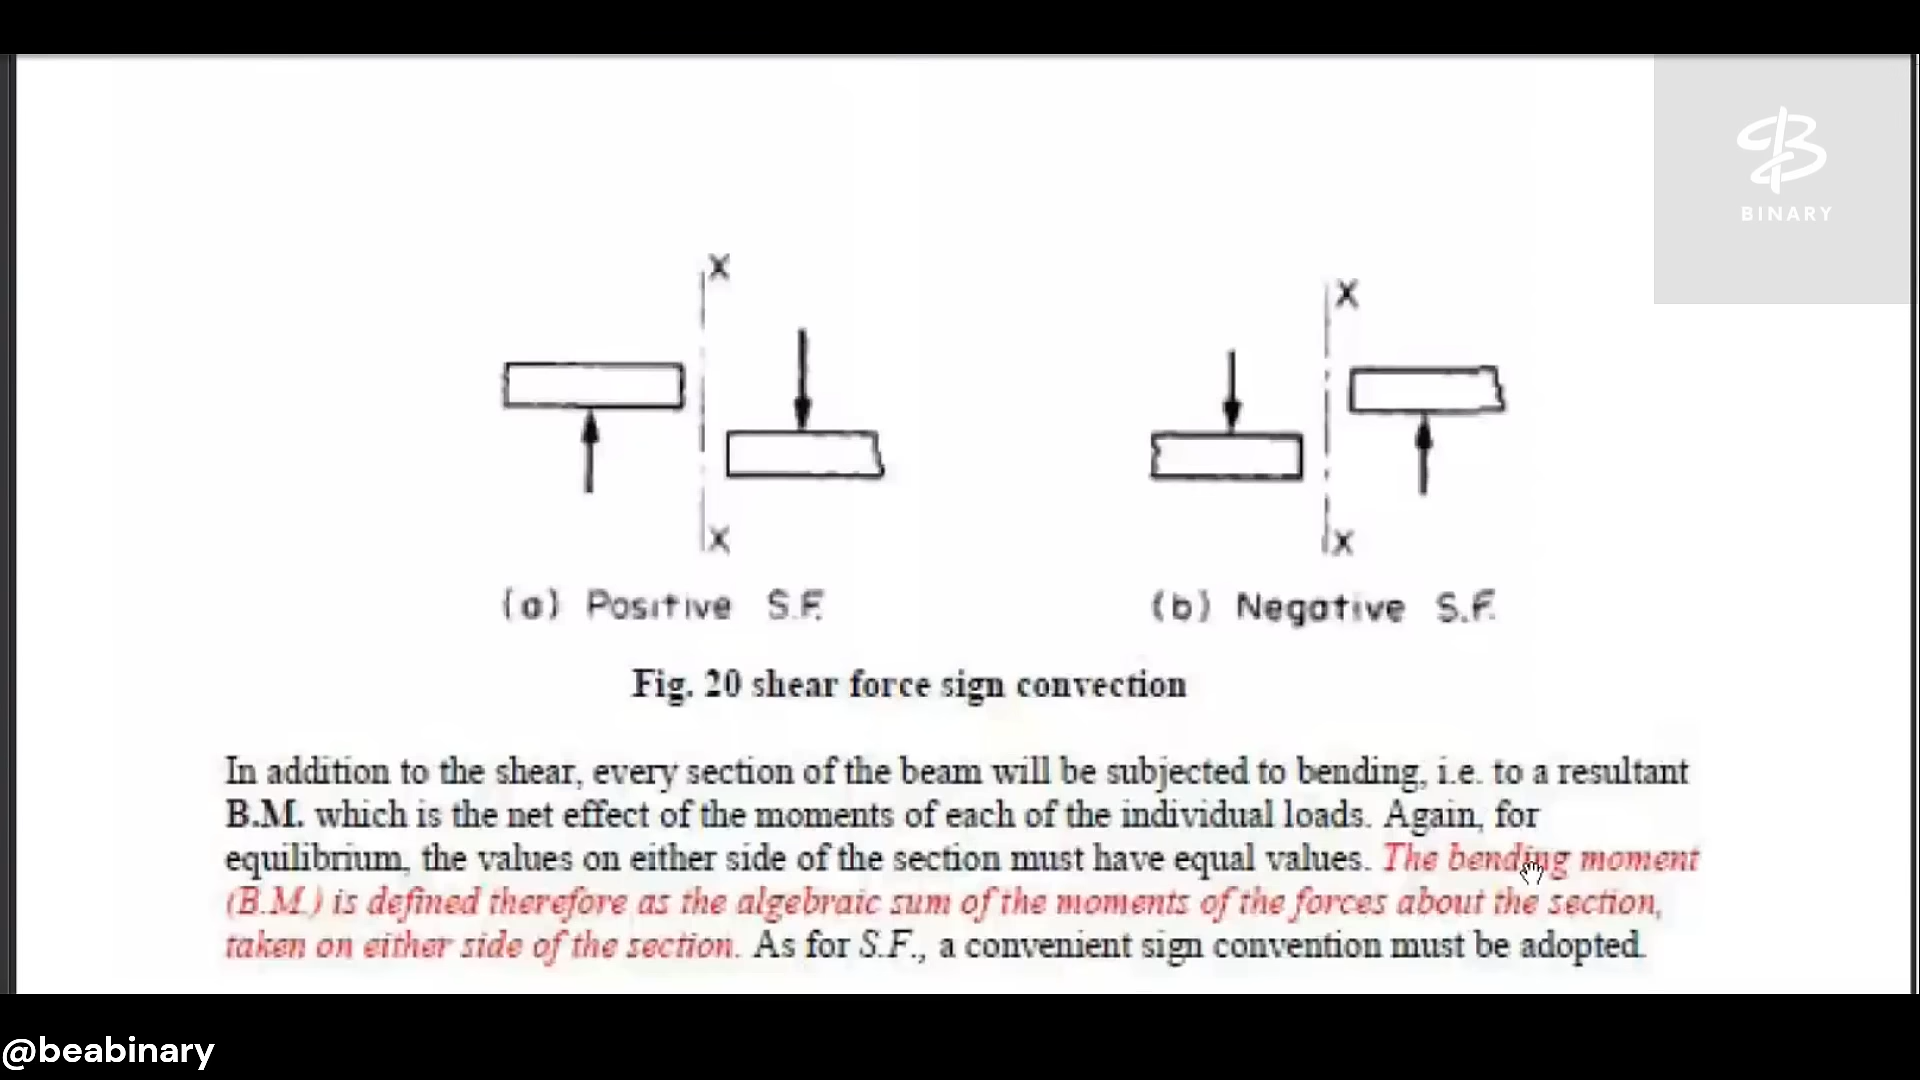 BINARY
X
X
X
X
(a) Positive S.F.
(b) Negative S.F.
Fig. 20 shear force sign convection
In addition to the shear, every section of the beam will be subjected to bending, i.e. to a resultant
B.M. which is the net effect of the moments of each of the individual loads. Again, for
equilibrium, the values on either side of the section must have equal values. The bending moment
(B.M.) is defined therefore as the algebraic sum of the moments of the forces about the section,
taken on either side of the section. As for S.F., a convenient sign convention must be adopted.
@beabinary